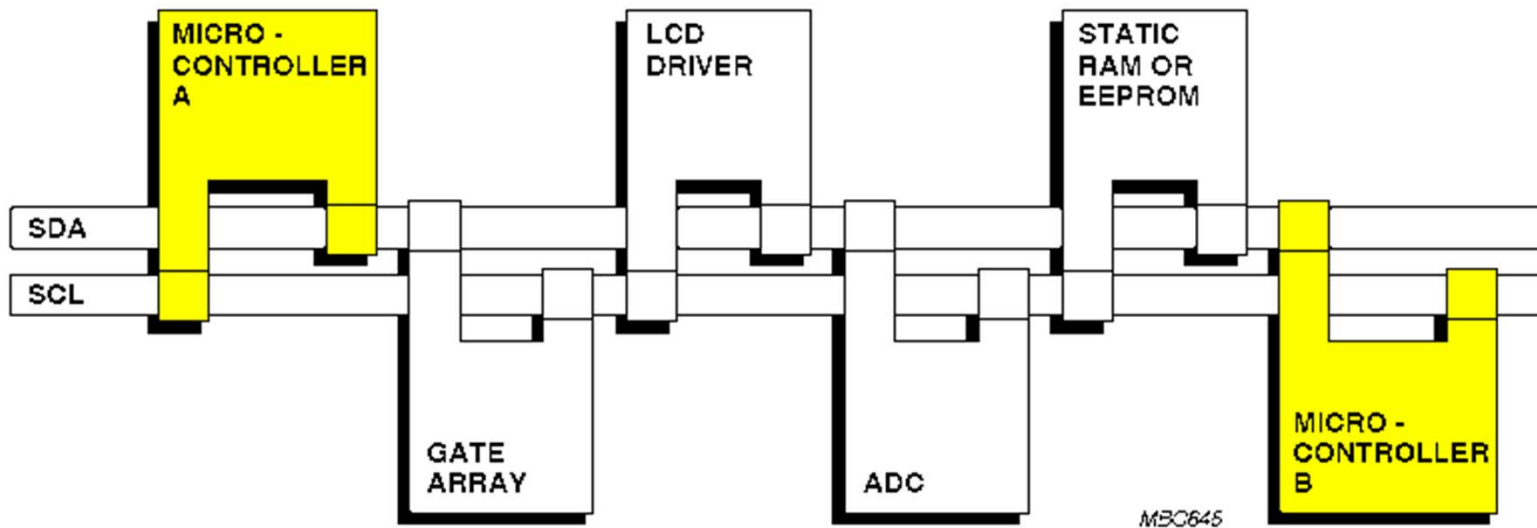 MICRO -
CONTROLLER
A
LCD
DRIVER
STATIC
RAM OR
EEPROM
SDA
SCL
GATE
ARRAY
ADC
MICRO -
CONTROLLER
B
MBC645